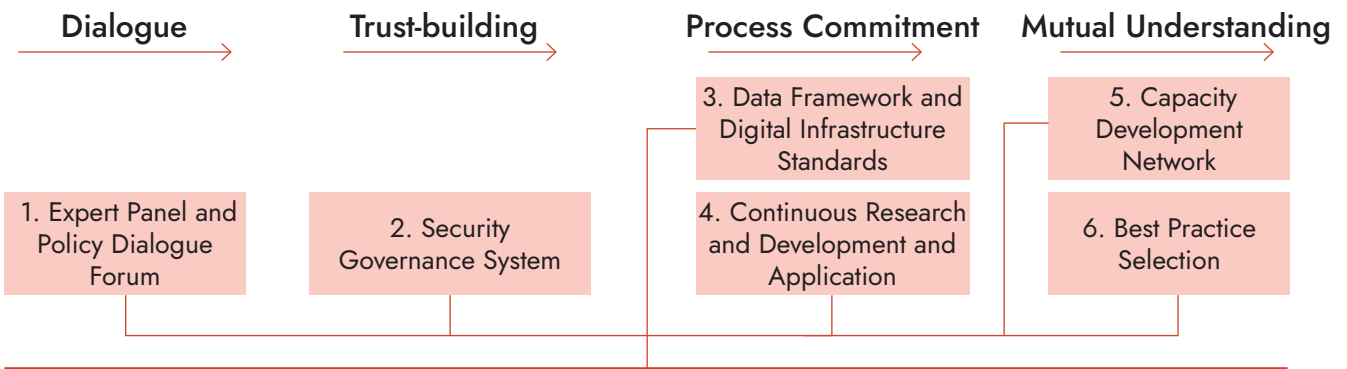 Dialogue
Trust-building
Process Commitment
Mutual Understanding
1. Expert Panel and
Policy Dialogue
Forum
2. Security
Governance System
3. Data Framework and
Digital Infrastructure
Standards
4. Continuous Research
and Development and
Application
5. Capacity
Development
Network
6. Best Practice
Selection